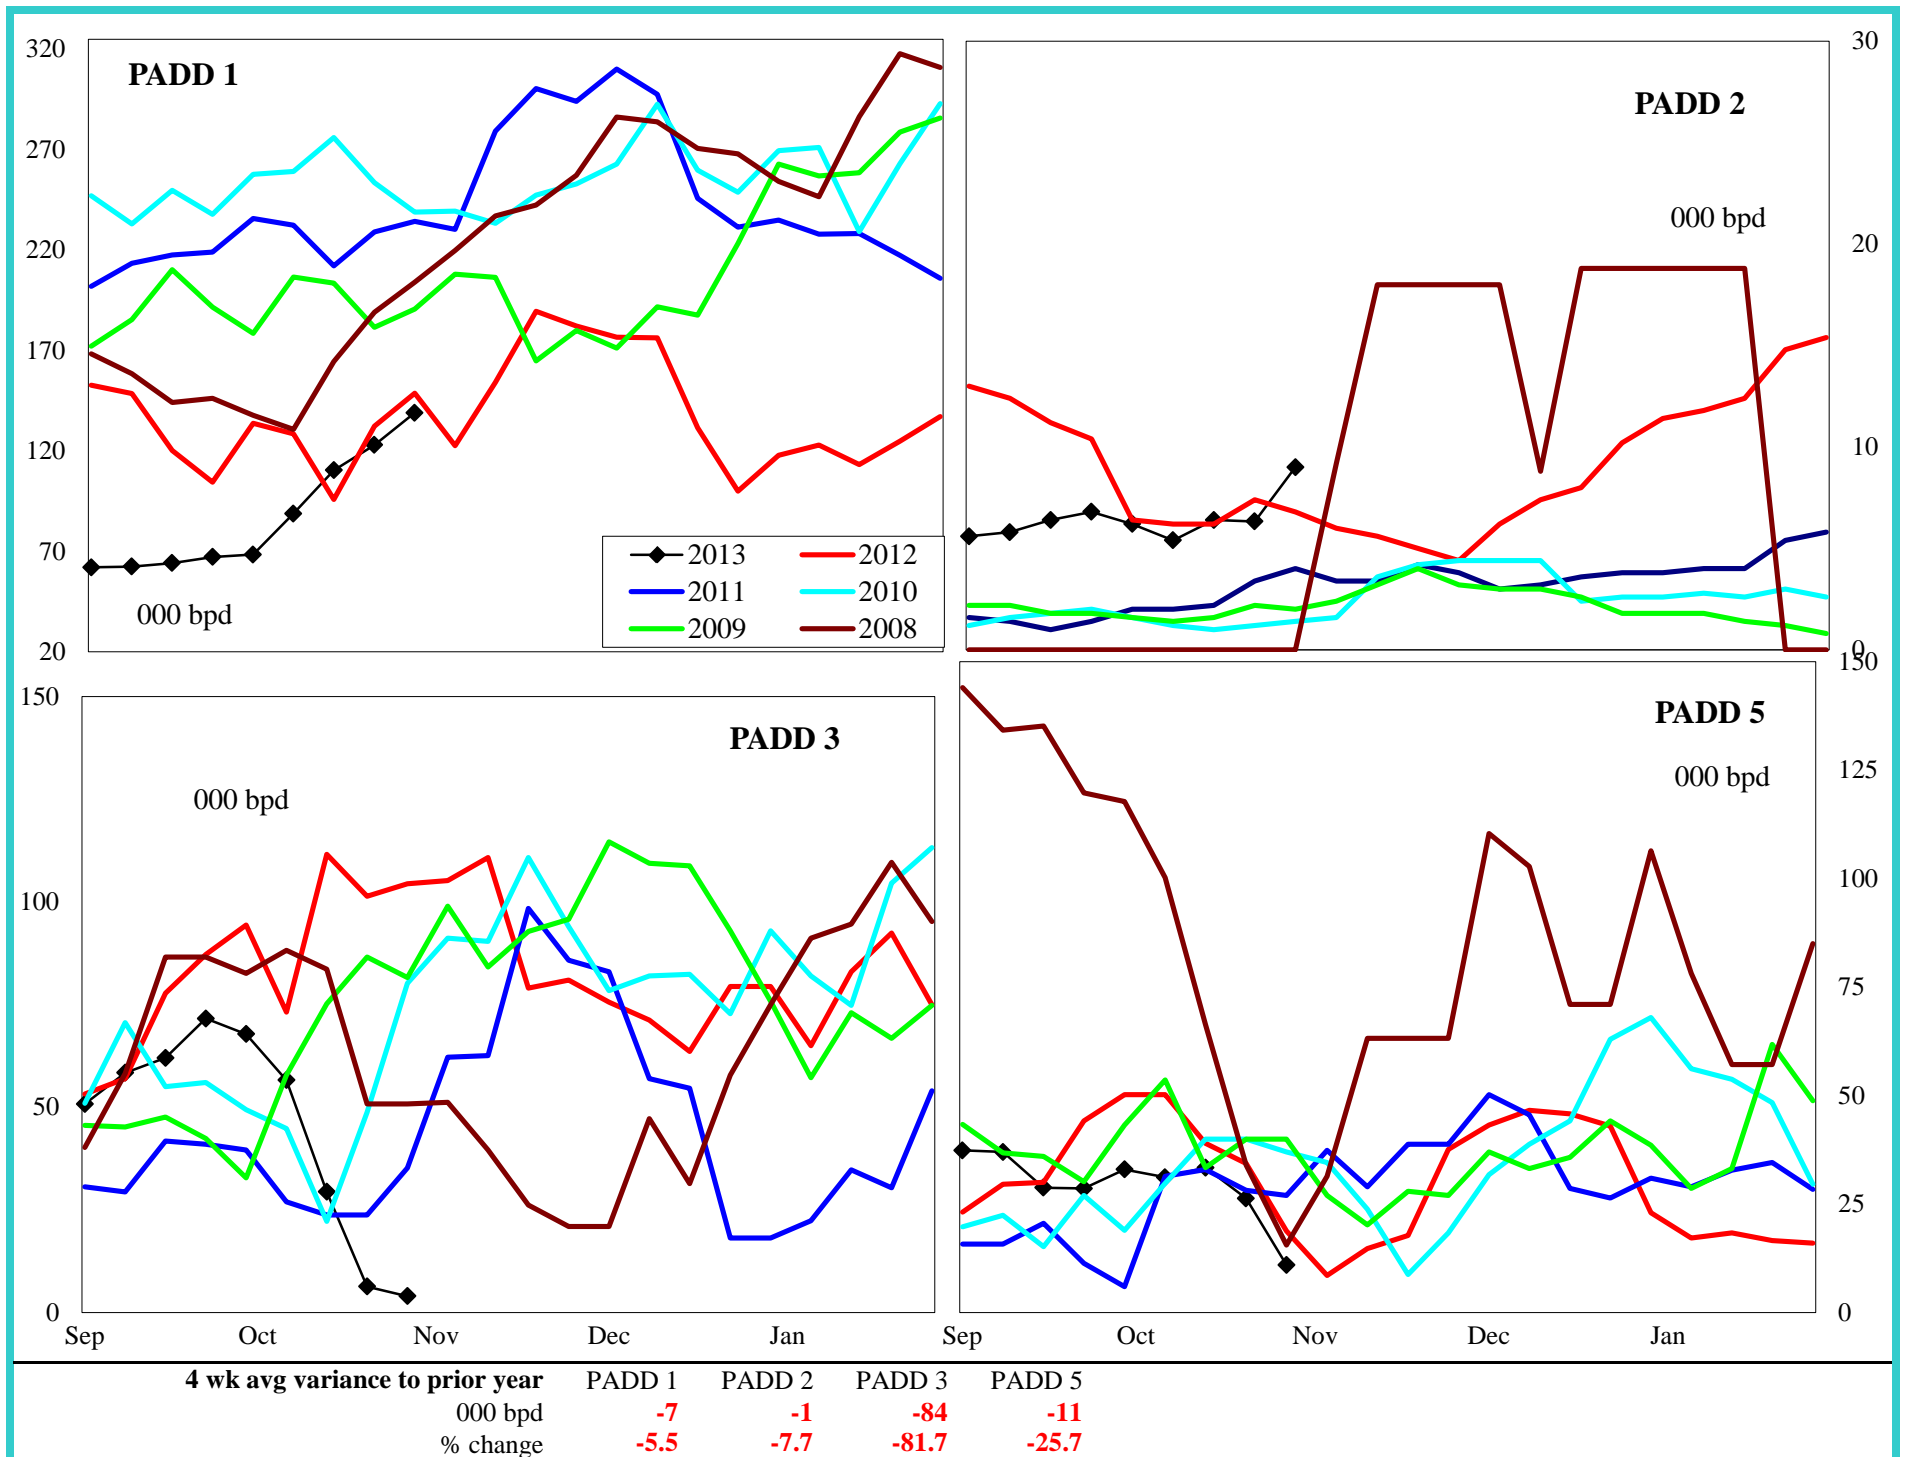 PADD 1
320
270
220
170
120
70
20
000 bpd
2013
2012
2011
2010
2009
2008
PADD 2
000 bpd
30
20
10
0
PADD 3
000 bpd
150
100
50
0
Sep Oct Nov Dec Jan
PADD 5
000 bpd
150
125
100
75
50
25
0
Sep Oct Nov Dec Jan
4 wk avg variance to prior year PADD 1 PADD 2 PADD 3 PADD 5
000 bpd -7 -1 -84 -11
% change -5.5 -7.7 -81.7 -25.7